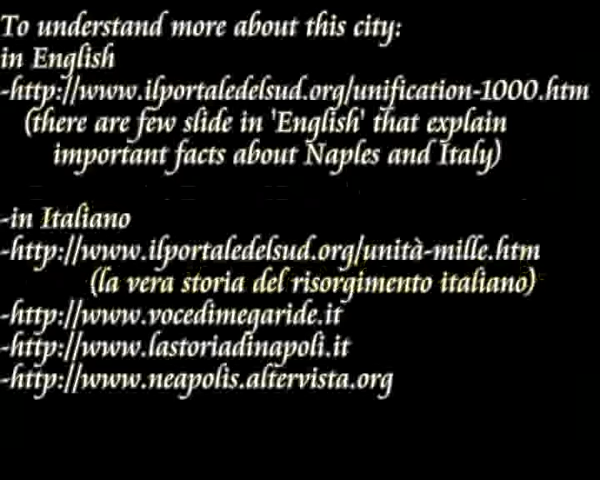 To understand more about this city:
in English
-http://www.ilportaledelsud.org/unification-1000.htm
(there are few slide in 'English' that explain
important facts about Naples and Italy)
-in Italiano
-http://www.ilportaledelsud.org/unità-mille.htm
(la vera storia del risorgimento italiano)
-http://www.vocedimegaride.it
-http://www.lastoriadinapoli.it
-http://www.neapolis.altervista.org